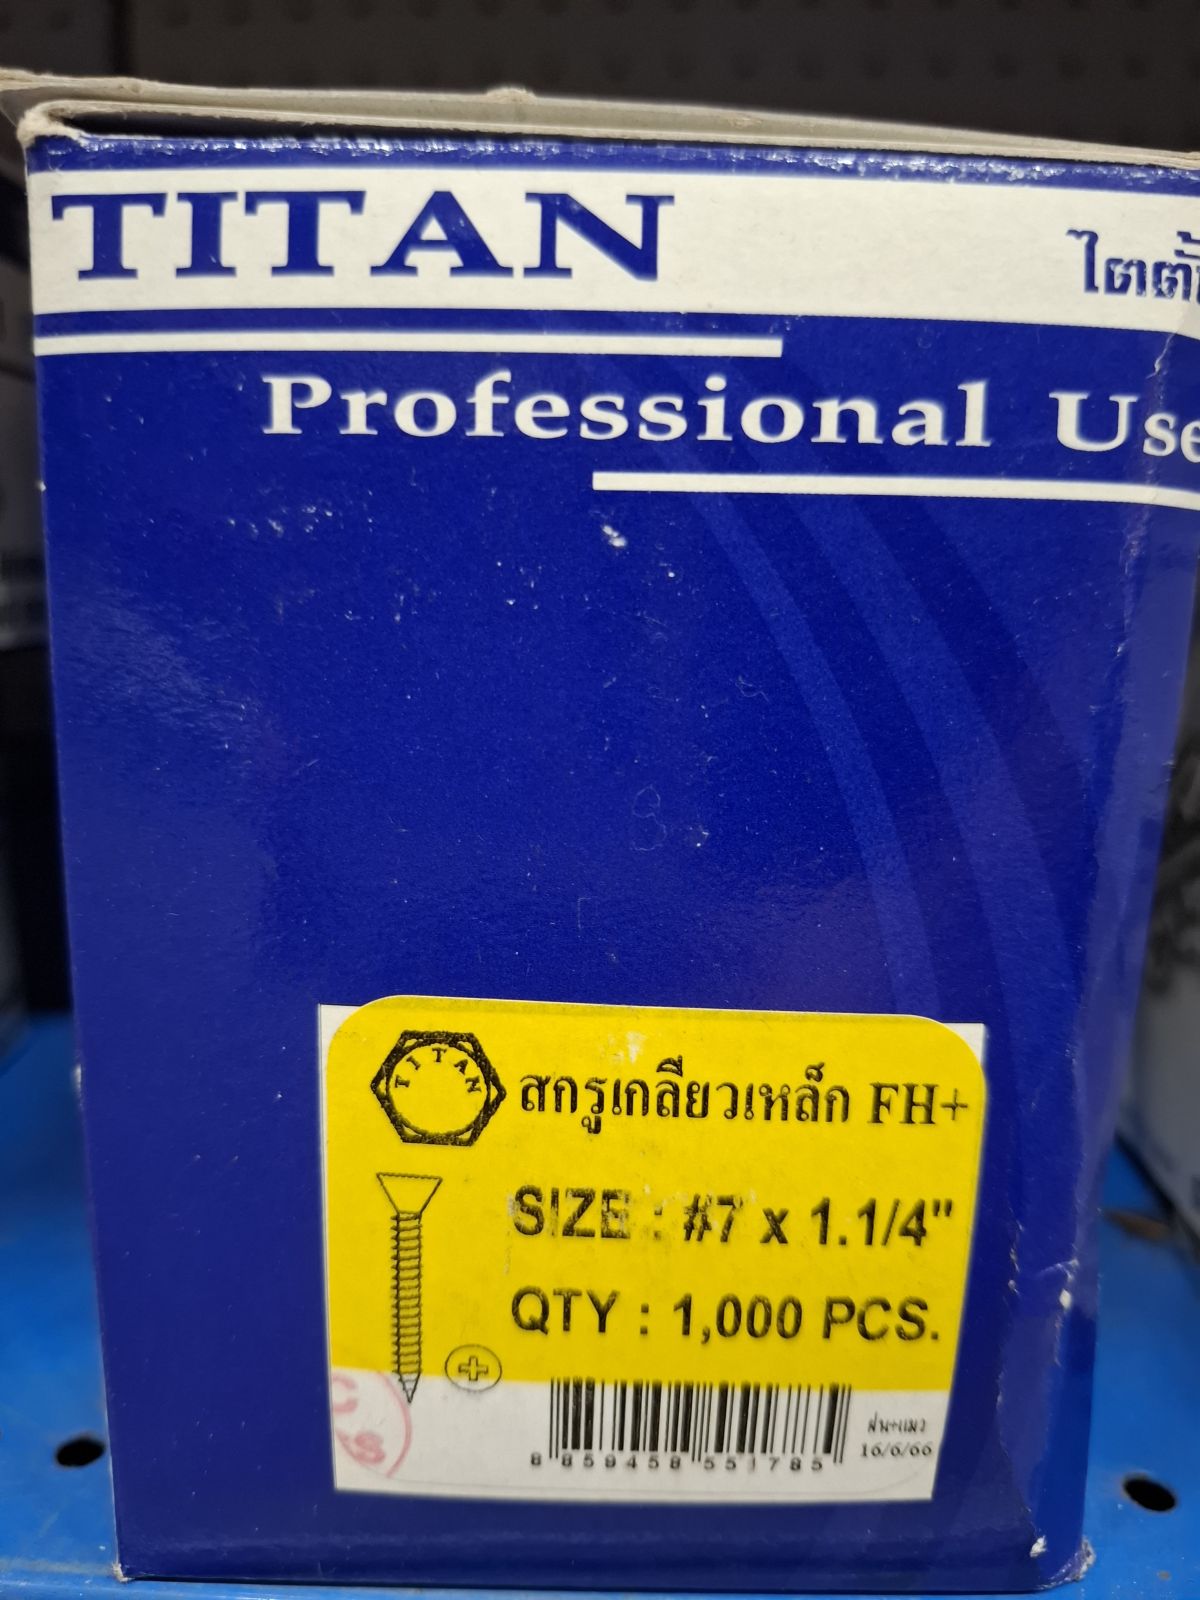 TITAN
Professional Use
TITAN
สกรูเกลียวเหล็ก FH+
SIZE : #7 x 1.1/4"
QTY : 1,000 PCS.
8 859458 551785
16/6/66